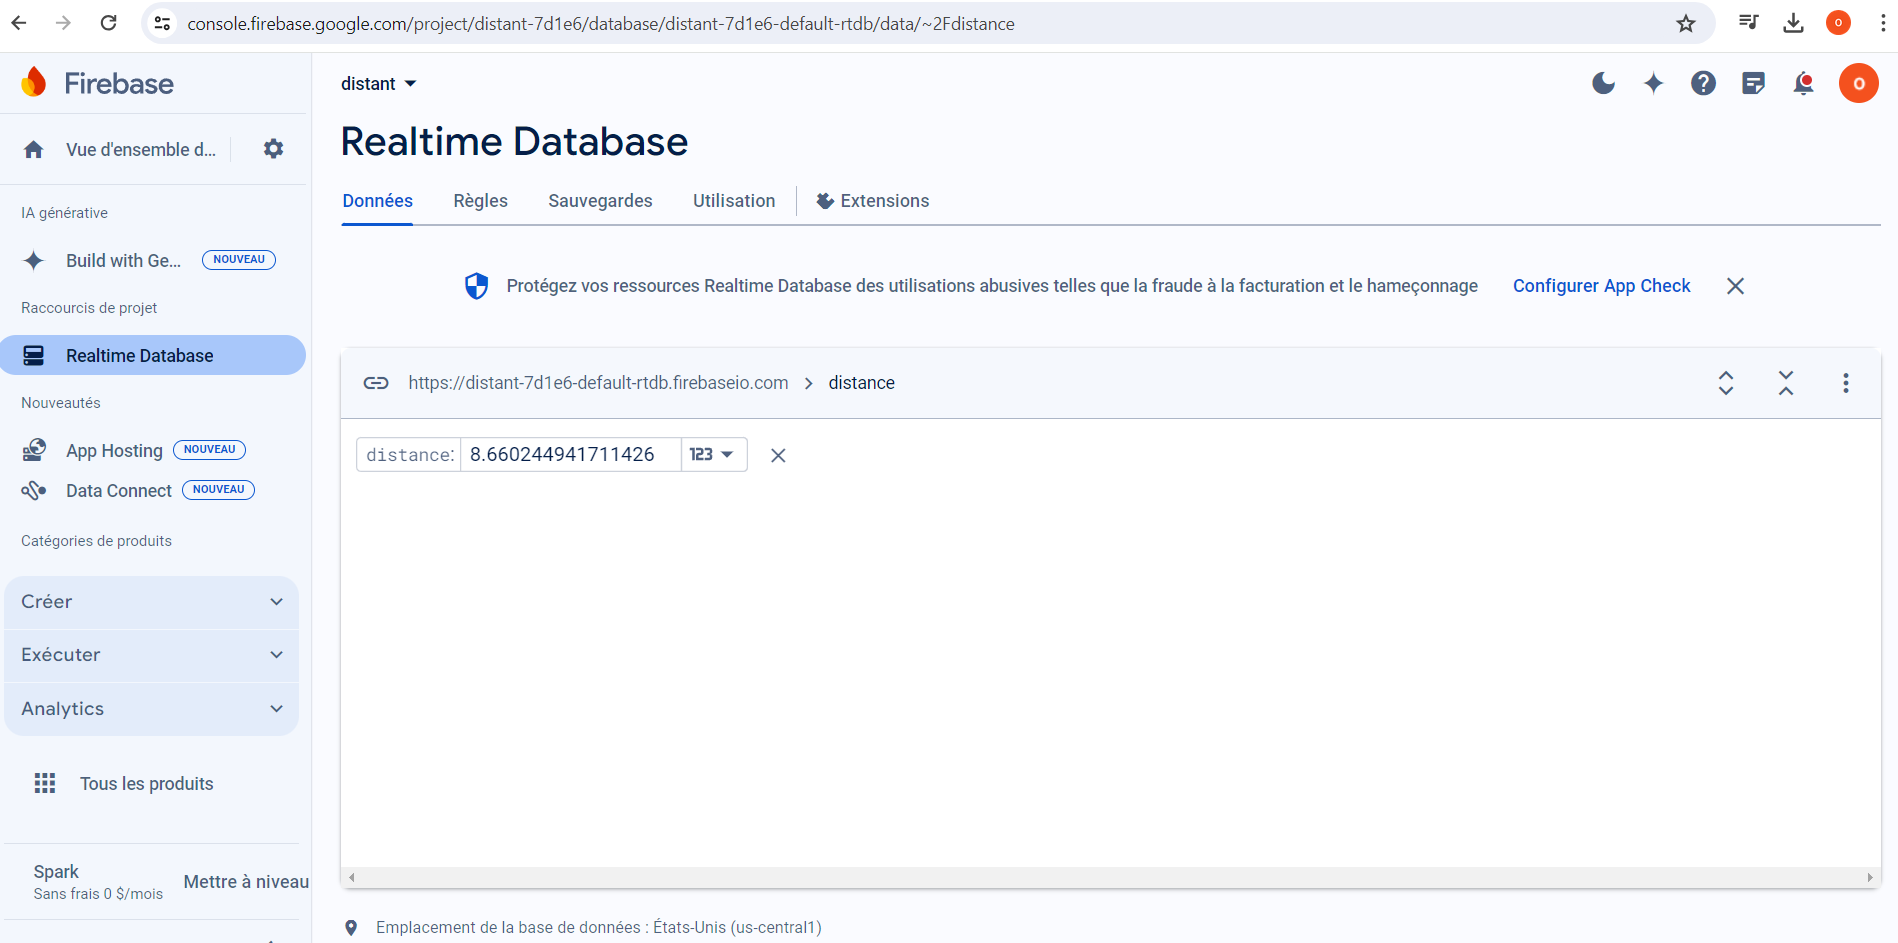 console.firebase.google.com/project/distant-7d1e6/database/distant-7d1e6-default-rtdb/data/~2Fdistance
O
Firebase
distant
O
Realtime Database
Vue d'ensemble d...
Données
Règles
Sauvegardes
Utilisation
Extensions
IA générative
Build with Ge...
NOUVEAU
Protégez vos ressources Realtime Database des utilisations abusives telles que la fraude à la facturation et le hameçonnage
Configurer App Check
Raccourcis de projet
Realtime Database
https://distant-7d1e6-default-rtdb.firebaseio.com
distance
Nouveautés
App Hosting
NOUVEAU
distance: 8.660244941711426 123
Data Connect
NOUVEAU
Catégories de produits
Créer
Exécuter
Analytics
Tous les produits
Spark
Sans frais 0 $/mois
Mettre à niveau
Emplacement de la base de données : États-Unis (us-central1)